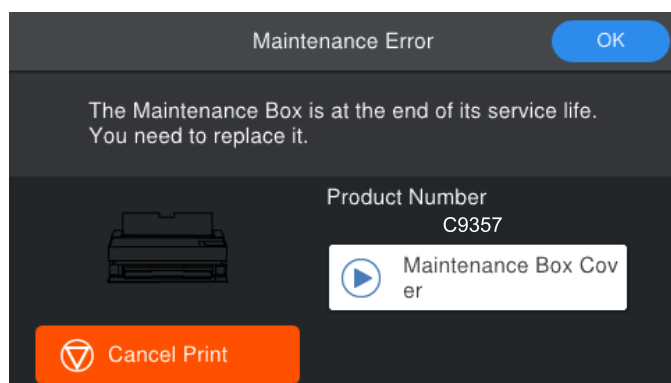 Maintenance Error
OK
The Maintenance Box is at the end of its service life.
You need to replace it.
Product Number
C9357
Maintenance Box Cov
er
Cancel Print